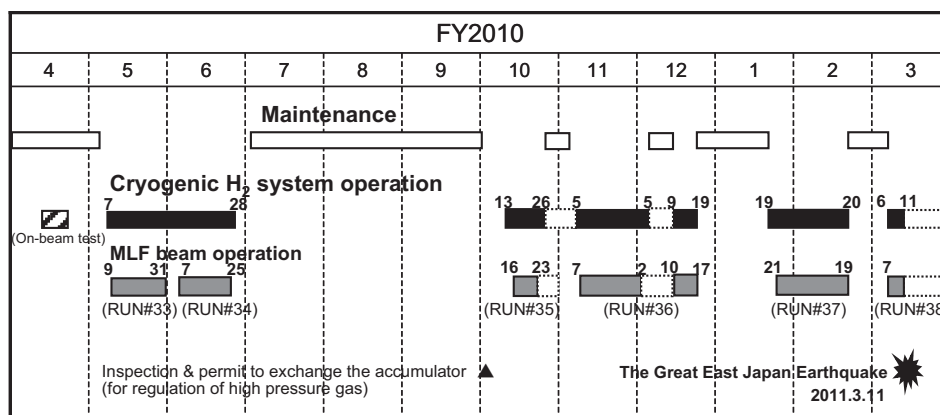 FY2010
4 5 6 7 8 9 10 11 12 1 2 3
Maintenance
Cryogenic H2 system operation
7 28 13 26 5 5 9 19 19 20 6 11
(On-beam test)
MLF beam operation
9 31 7 25 16 23 7 2 10 17 21 19 7
(RUN#33) (RUN#34) (RUN#35) (RUN#36) (RUN#37) (RUN#38
Inspection & permit to exchange the accumulator
(for regulation of high pressure gas)
The Great East Japan Earthquake
2011.3.11